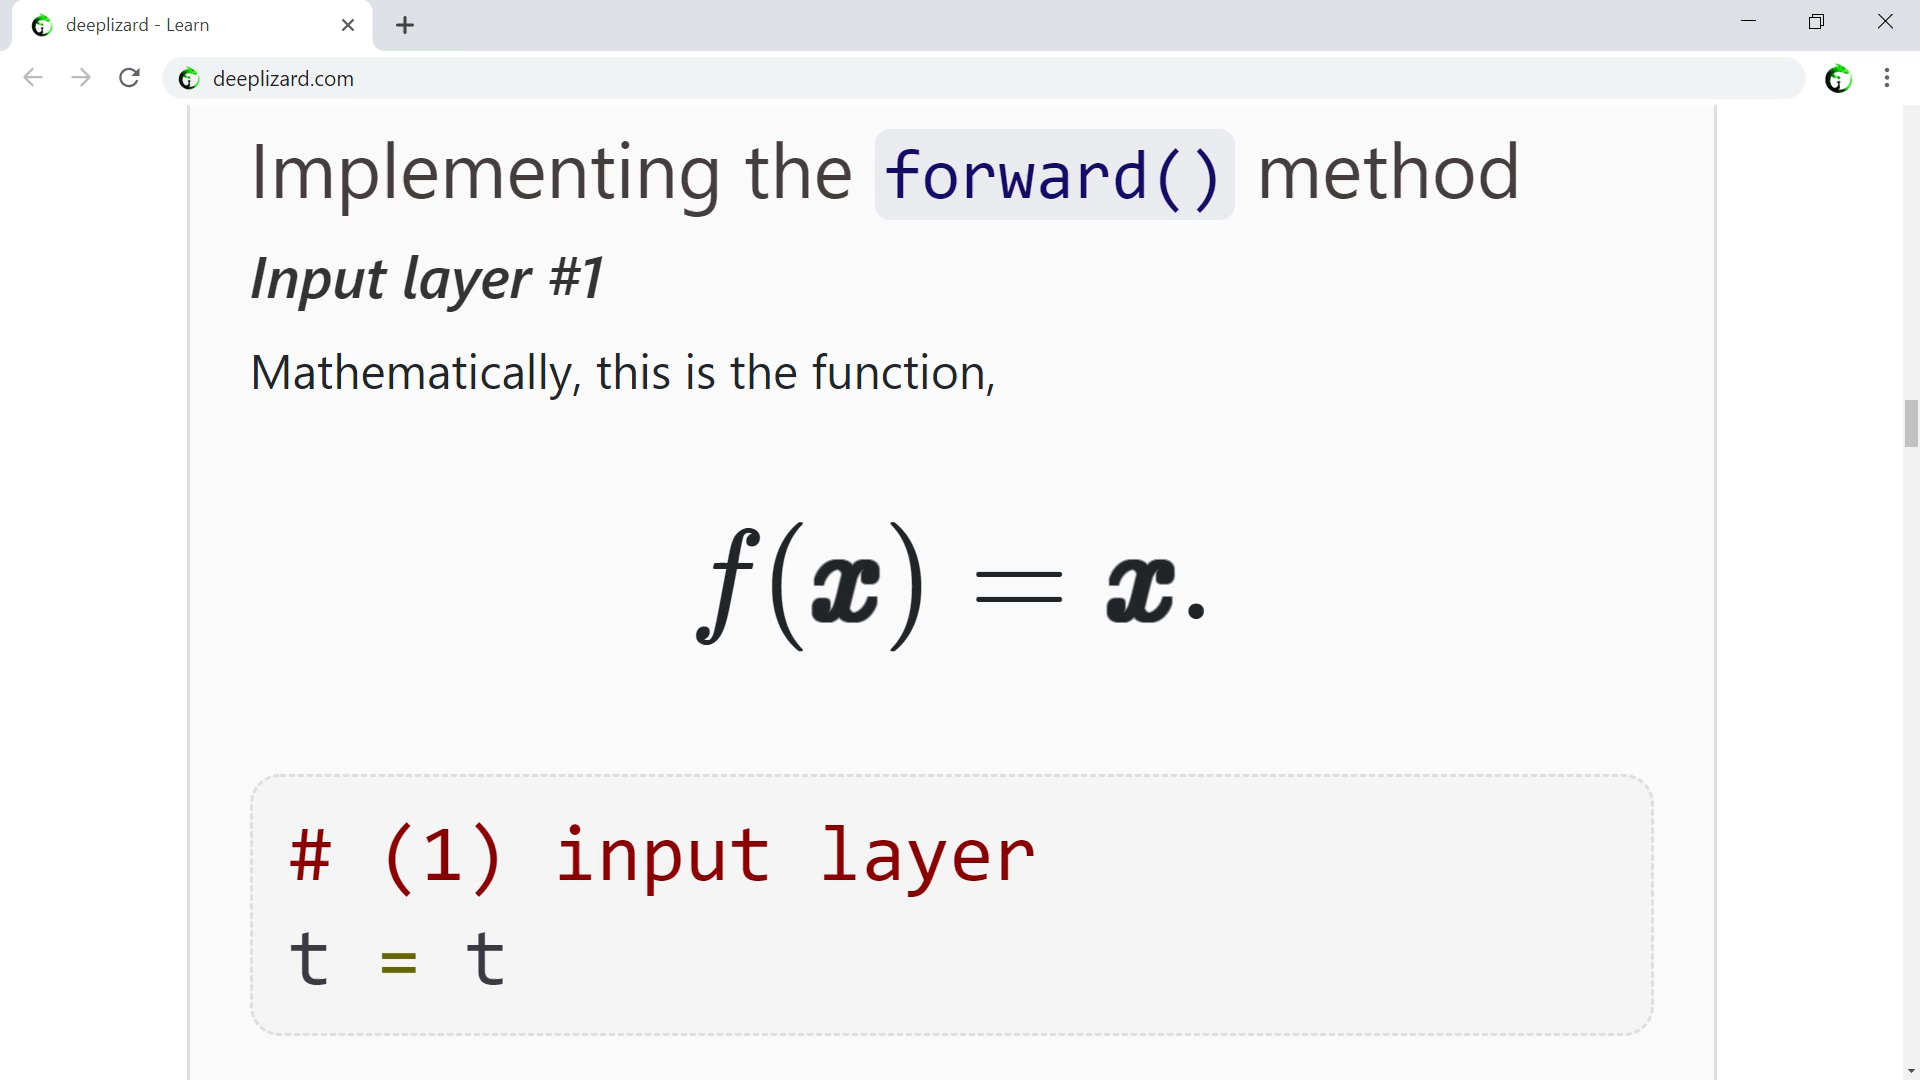 deeplizard - Learn
deeplizard.com
Implementing the forward() method
Input layer #1
Mathematically, this is the function,
f(x) = x.
# (1) input layer
t = t